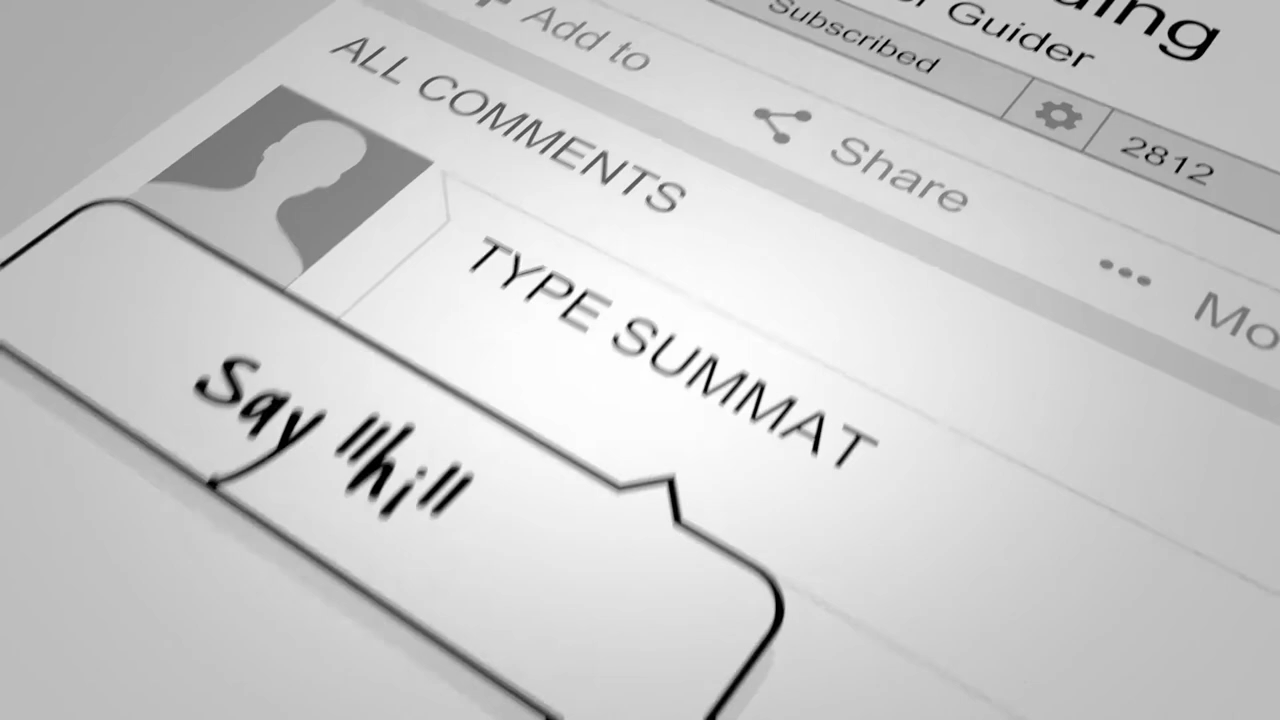 Guider
Subscribed
2812
Add to
Share
ALL COMMENTS
TYPE SUMMAT
Say "hi"